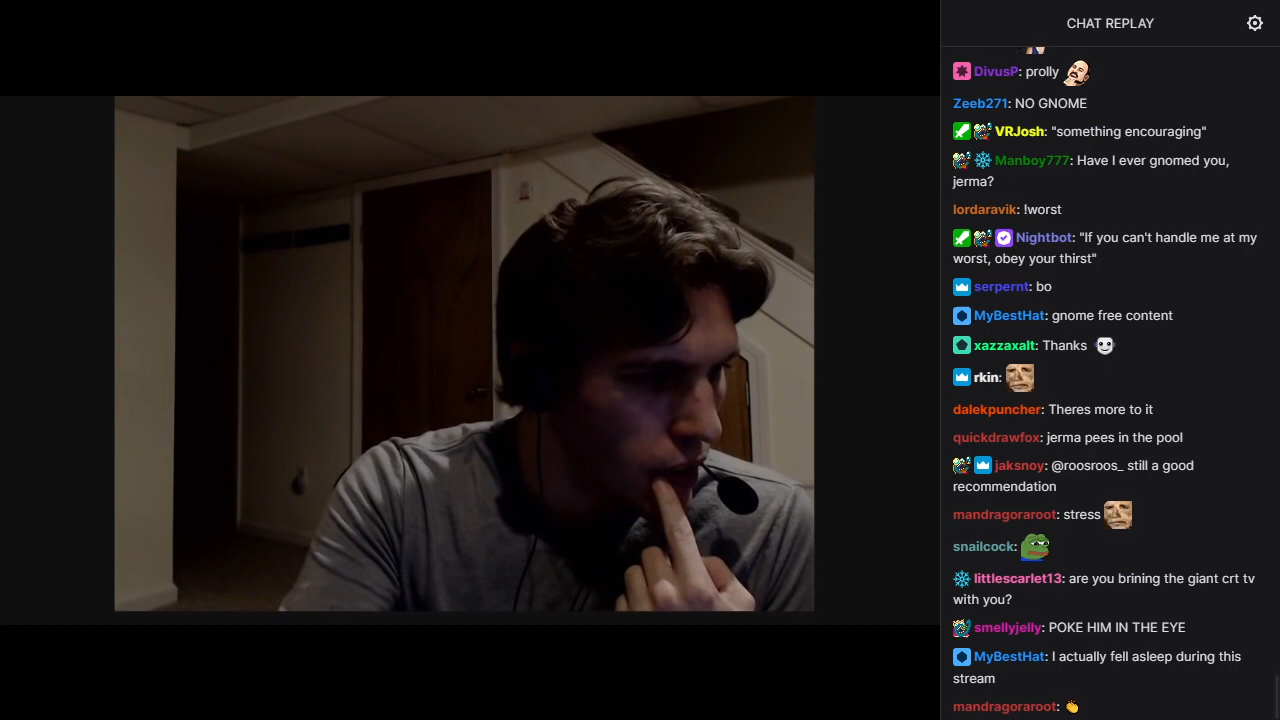 CHAT REPLAY
DivusP: prolly
Zeeb271: NO GNOME
VRJosh: "something encouraging"
Manboy777: Have I ever gnomed you,
jerma?
lordaravik: !worst
Nightbot: "If you can't handle me at my
worst, obey your thirst"
serpernt: bo
MyBestHat: gnome free content
xazzaxalt: Thanks
rkin:
dalekpuncher: Theres more to it
quickdrawfox: jerma pees in the pool
jaksnoy: @roosroos_ still a good
recommendation
mandragoraroot: stress
snailcock:
littlescarlet13: are you brining the giant crt tv
with you?
smellyjelly: POKE HIM IN THE EYE
MyBestHat: I actually fell asleep during this
stream
mandragoraroot: 👏